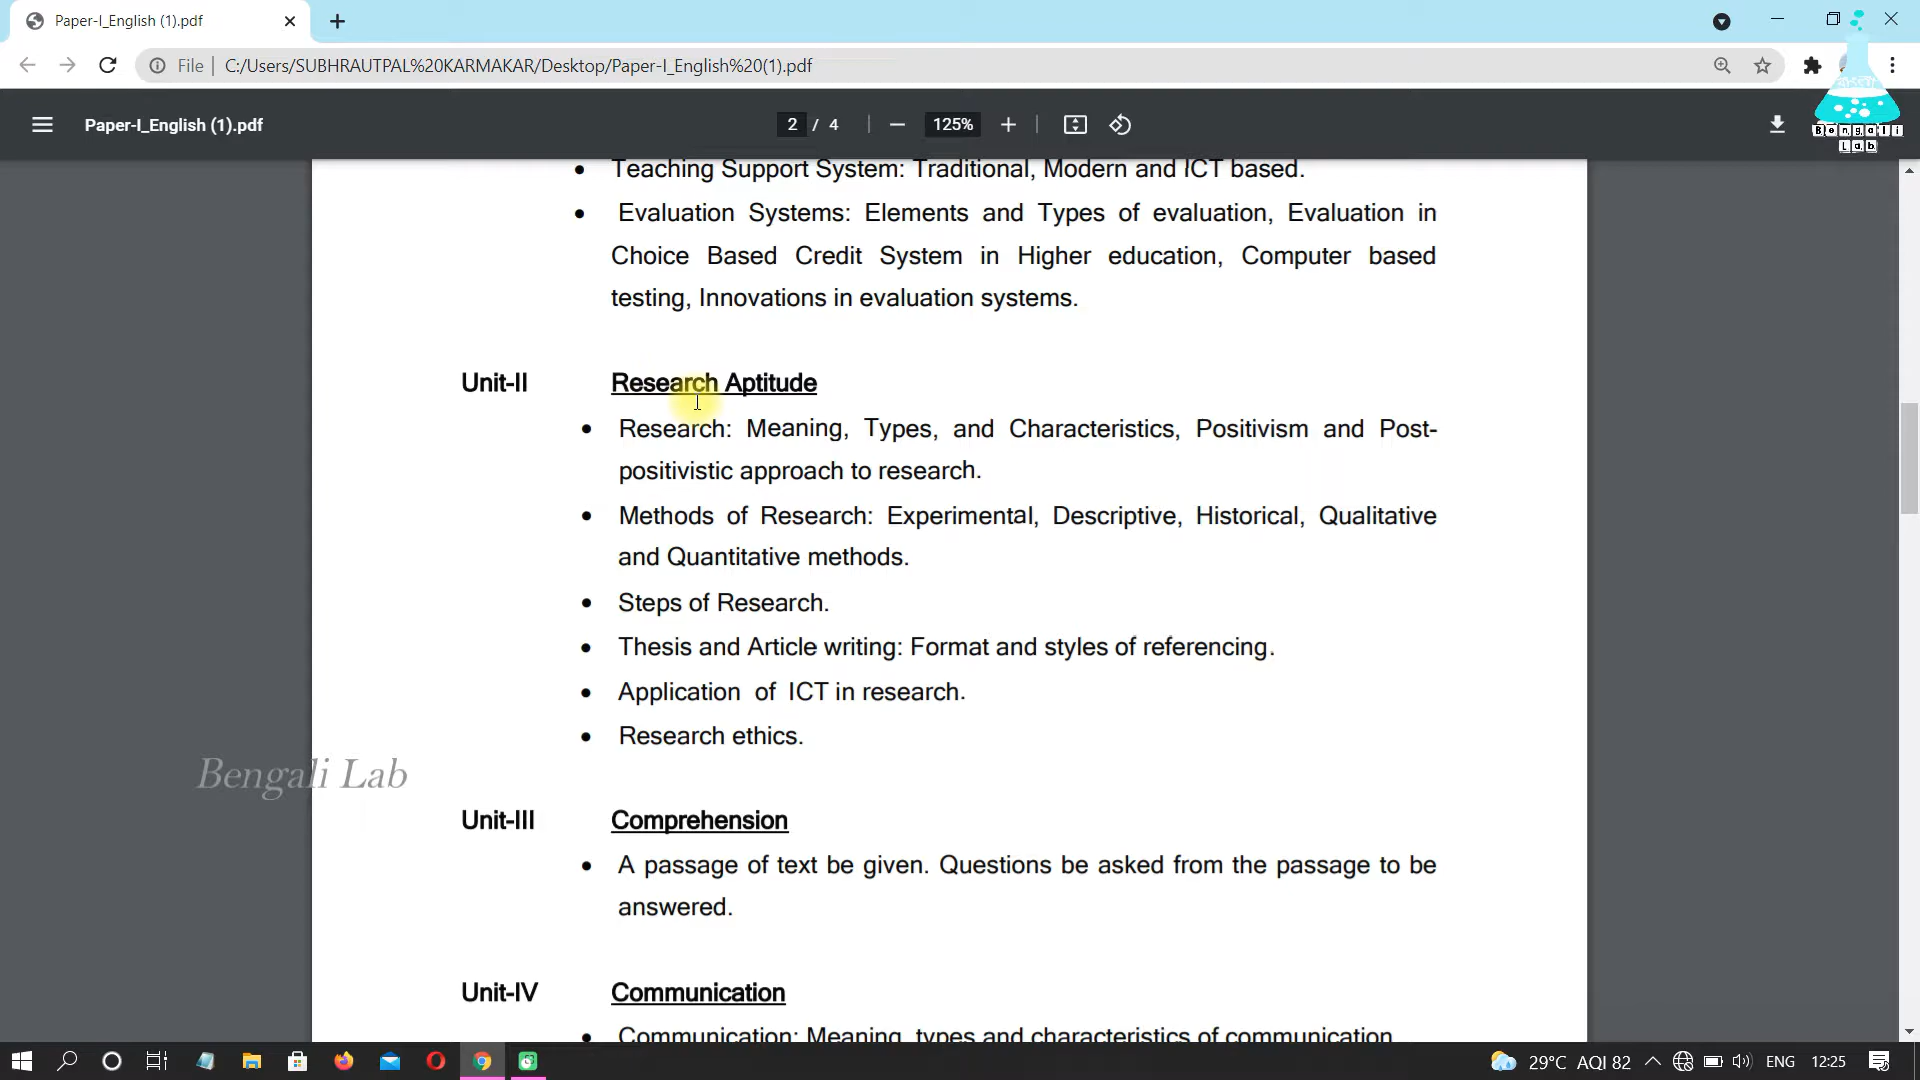 Paper-I_English (1).pdf
File | C:/Users/SUBHRAUTPAL%20KARMAKAR/Desktop/Paper-I_English%20(1).pdf
Paper-I_English (1).pdf
2 / 4
125%
Bengali
Lab
• Teaching Support System: Traditional, Modern and ICT based.
• Evaluation Systems: Elements and Types of evaluation, Evaluation in
Choice Based Credit System in Higher education, Computer based
testing, Innovations in evaluation systems.
Unit-II Research Aptitude
• Research: Meaning, Types, and Characteristics, Positivism and Post-
positivistic approach to research.
• Methods of Research: Experimental, Descriptive, Historical, Qualitative
and Quantitative methods.
• Steps of Research.
• Thesis and Article writing: Format and styles of referencing.
• Application of ICT in research.
• Research ethics.
Bengali Lab
Unit-III Comprehension
• A passage of text be given. Questions be asked from the passage to be
answered.
Unit-IV Communication
• Communication: Meaning, types and characteristics of communication.
29°C AQI 82 ENG 12:25